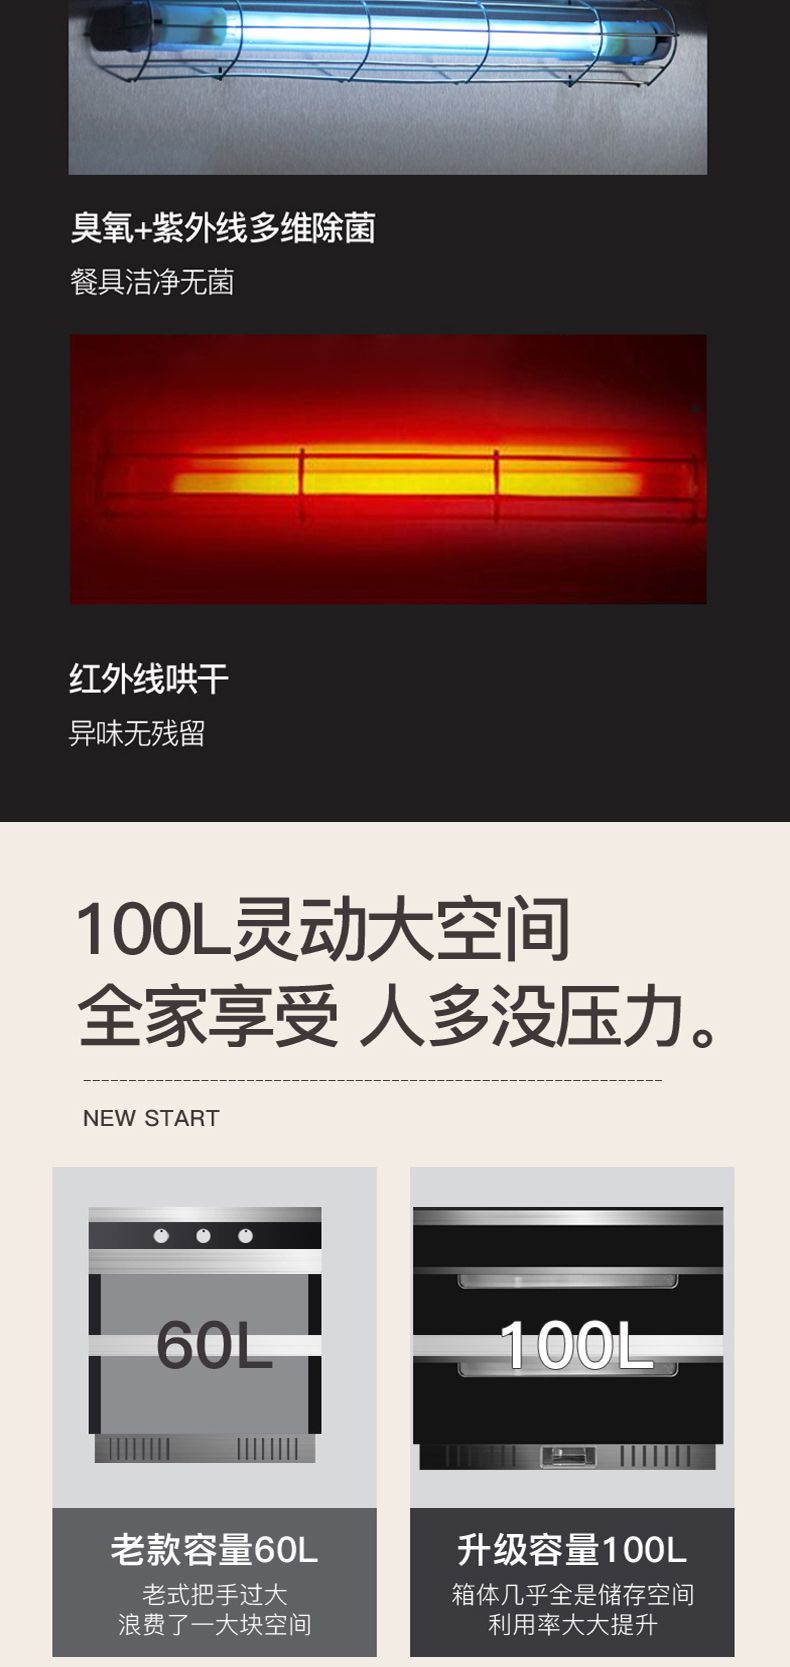 臭氧+紫外线多维除菌
餐具洁净无菌
红外线哄干
异味无残留
100L灵动大空间
全家享受 人多没压力。
NEW START
60L
100L
老款容量60L
老式把手过大
浪费了一大块空间
升级容量100L
箱体几乎全是储存空间
利用率大大提升